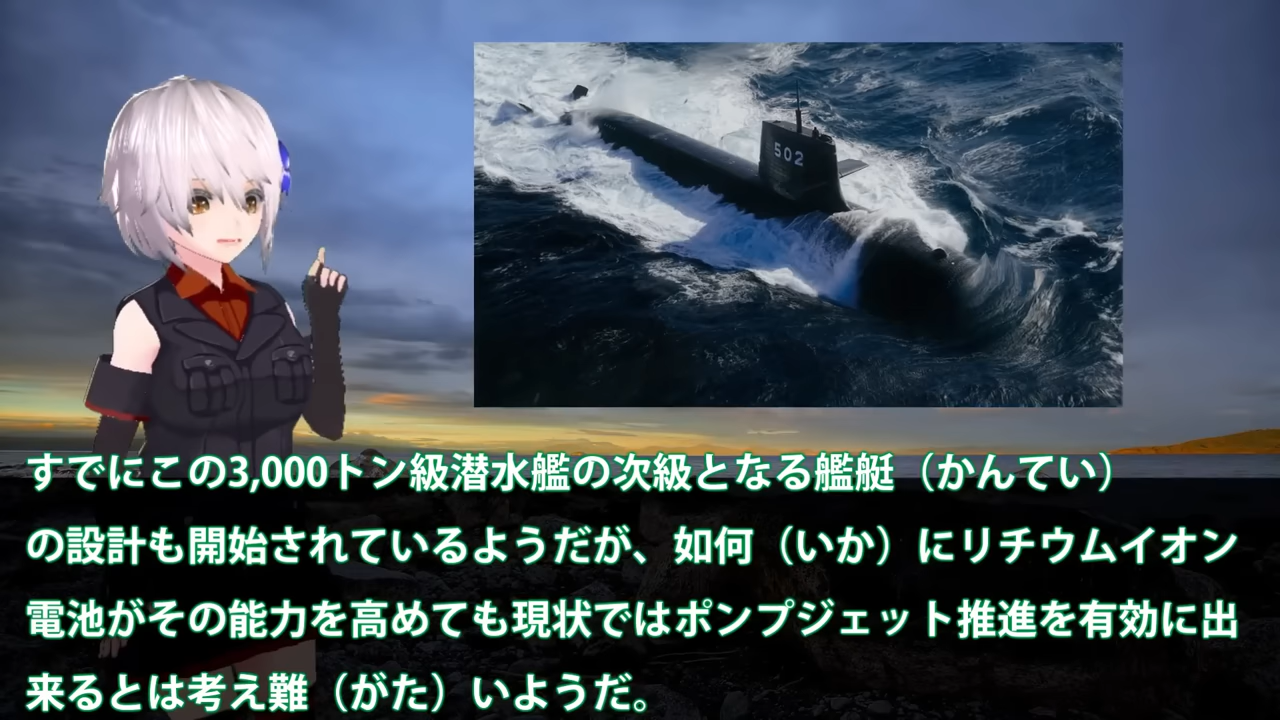 502
すでにこの3,000トン級潜水艦の次級となる艦艇（かんてい）
の設計も開始されているようだが、如何（いか）にリチウムイオン
電池がその能力を高めても現状ではポンプジェット推進を有効に出
来るとは考え難（がた）いようだ。